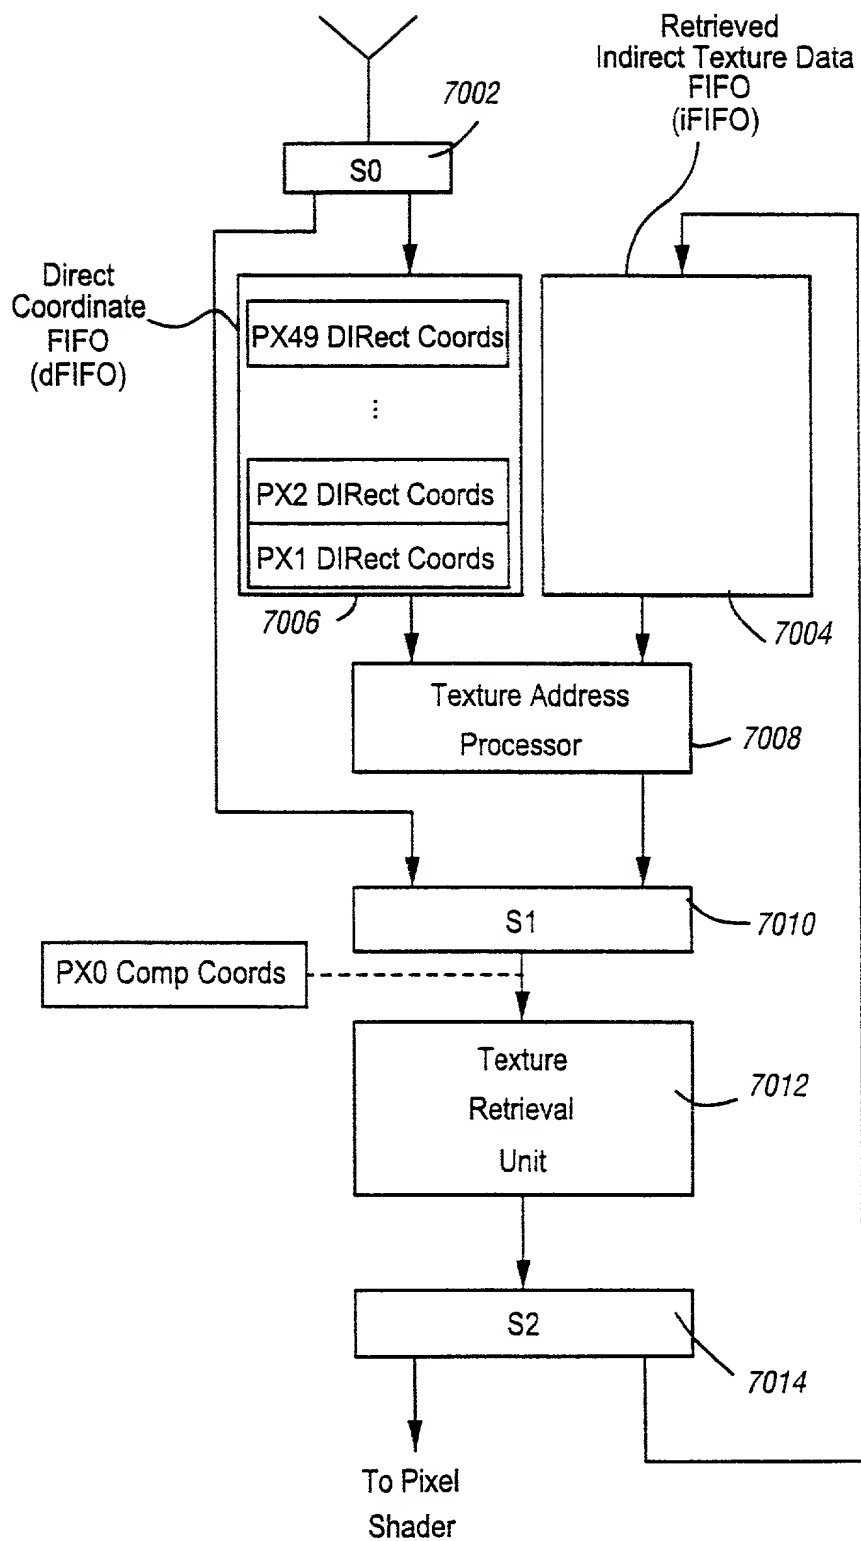 Retrieved
Indirect Texture Data
FIFO
(iFIFO)
7002
S0
Direct
Coordinate
FIFO
(dFIFO)
PX49 DIRect Coords
...
PX2 DIRect Coords
PX1 DIRect Coords
7006
7004
Texture Address
Processor
7008
S1
7010
PX0 Comp Coords
Texture
Retrieval
Unit
7012
S2
7014
To Pixel
Shader